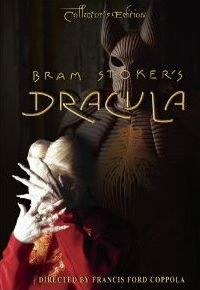 Collector's Edition
BRAM STOKER'S
DRACULA
DIRECTED BY FRANCIS FORD COPPOLA